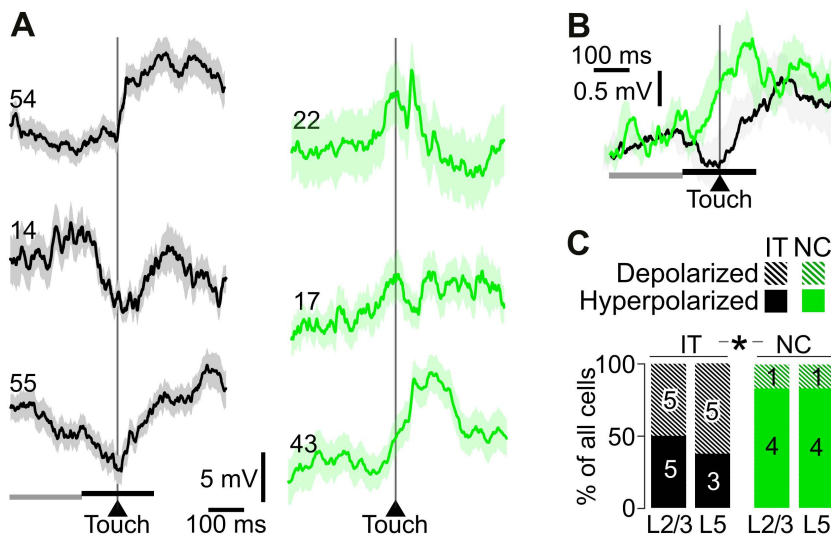 A
54
14
55
5 mV
Touch
100 ms
22
17
43
Touch
B
100 ms
0.5 mV
Touch
C
IT NC
Depolarized
Hyperpolarized
IT * NC
% of all cells
100
50
0
5 5 1 1
5 3 4 4
L2/3 L5 L2/3 L5